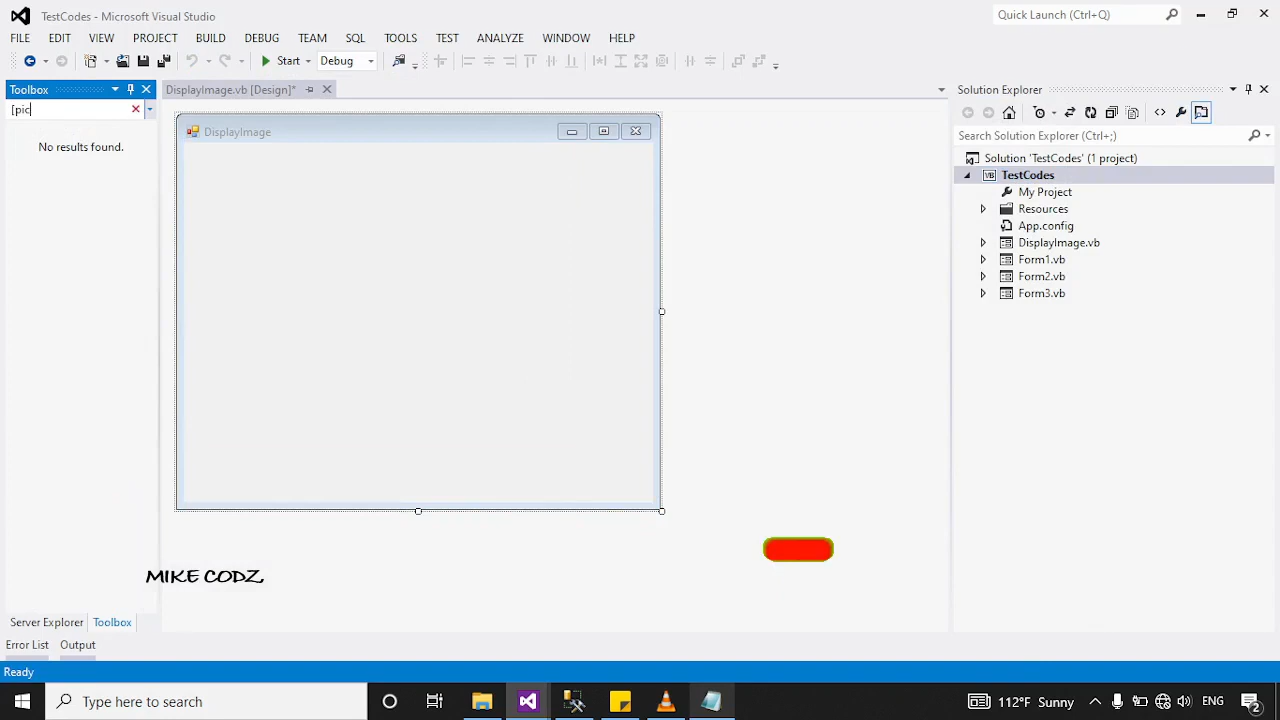 TestCodes - Microsoft Visual Studio
Quick Launch (Ctrl+Q)
FILE EDIT VIEW PROJECT BUILD DEBUG TEAM SQL TOOLS TEST ANALYZE WINDOW HELP
Start Debug
Toolbox
[pic
No results found.
Server Explorer Toolbox
DisplayImage.vb [Design]*
DisplayImage
MIKE CODZ,
Solution Explorer
Search Solution Explorer (Ctrl+;)
Solution 'TestCodes' (1 project)
VB TestCodes
My Project
Resources
App.config
DisplayImage.vb
Form1.vb
Form2.vb
Form3.vb
Error List Output
Ready
Type here to search
112°F Sunny
ENG
2